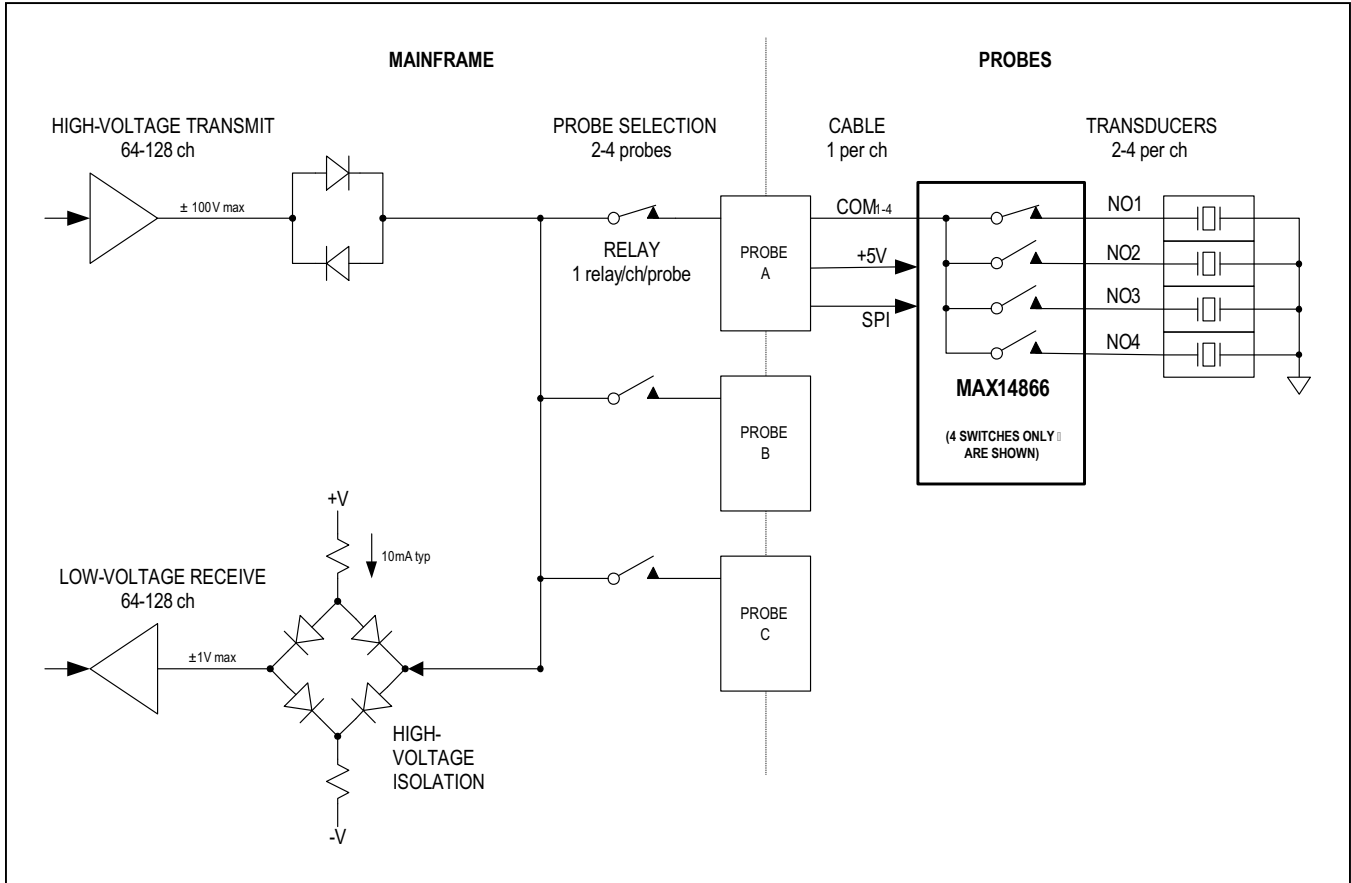 MAINFRAME
PROBES
HIGH-VOLTAGE TRANSMIT
64-128 ch
PROBE SELECTION
2-4 probes
CABLE
1 per ch
TRANSDUCERS
2-4 per ch
± 100V max
RELAY
1 relay/ch/probe
PROBE
A
COM1-4
+5V
SPI
NO1
NO2
NO3
NO4
MAX14866
(4 SWITCHES ONLY
ARE SHOWN)
PROBE
B
+V
10mA typ
LOW-VOLTAGE RECEIVE
64-128 ch
±1V max
PROBE
C
HIGH-
VOLTAGE
ISOLATION
-V